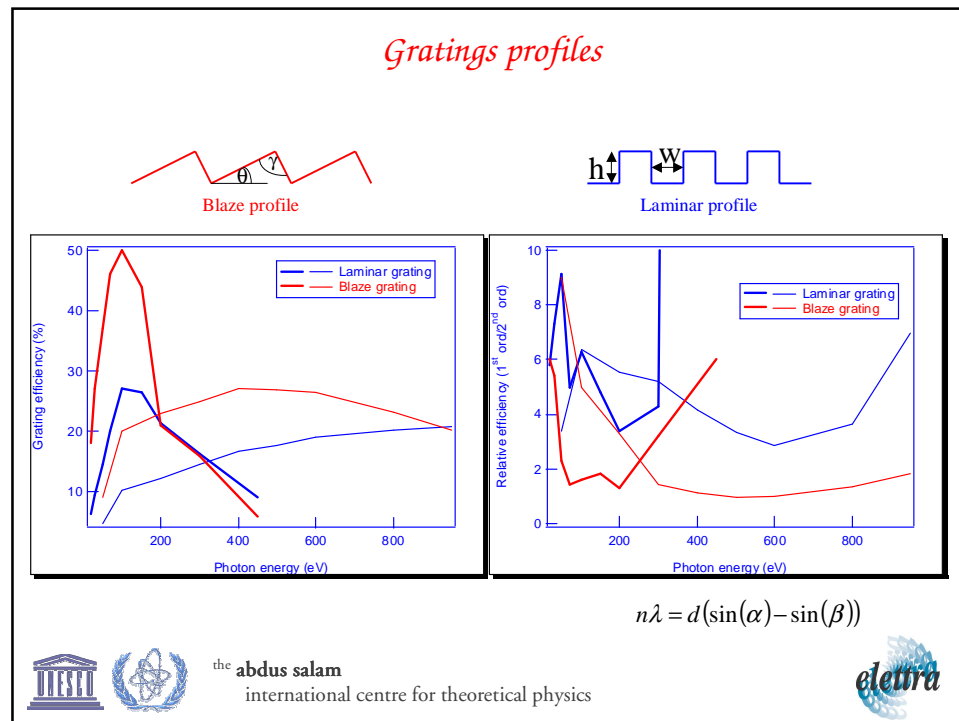 Gratings profiles
θ
γ
Blaze profile
h
w
Laminar profile
50
40
30
20
10
Grating efficiency (%)
Laminar grating
Blaze grating
200
400
600
800
Photon energy (eV)
10
8
6
4
2
0
Relative efficiency (1st ord/2nd ord)
Laminar grating
Blaze grating
200
400
600
800
Photon energy (eV)
nλ = d(sin(α) − sin(β))
UNESCO
the abdus salam
international centre for theoretical physics
elettra